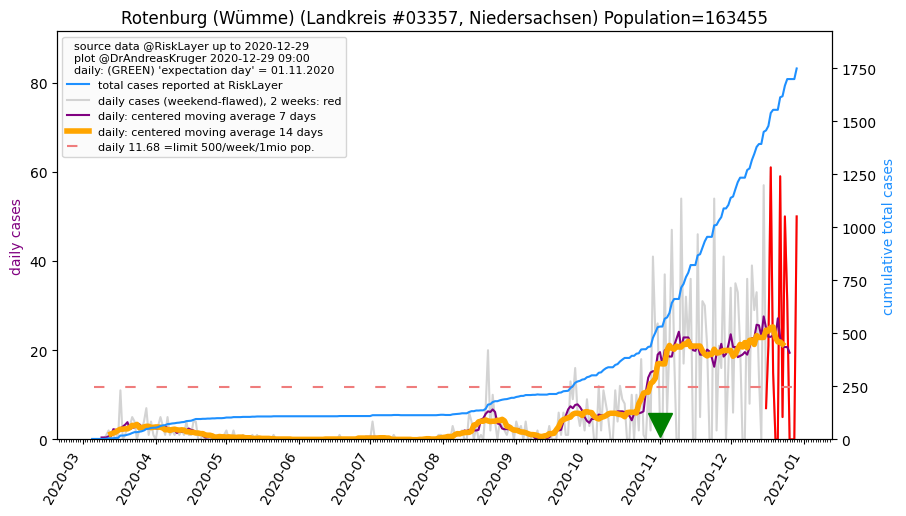 Rotenburg (Wümme) (Landkreis #03357, Niedersachsen) Population=163455
source data @RiskLayer up to 2020-12-29
plot @DrAndreasKruger 2020-12-29 09:00
daily: (GREEN) 'expectation day' = 01.11.2020
total cases reported at RiskLayer
daily cases (weekend-flawed), 2 weeks: red
daily: centered moving average 7 days
daily: centered moving average 14 days
daily 11.68 =limit 500/week/1mio pop.
daily cases
80
60
40
20
0
cumulative total cases
1750
1500
1250
1000
750
500
250
0
2020-03
2020-04
2020-05
2020-06
2020-07
2020-08
2020-09
2020-10
2020-11
2020-12
2021-01